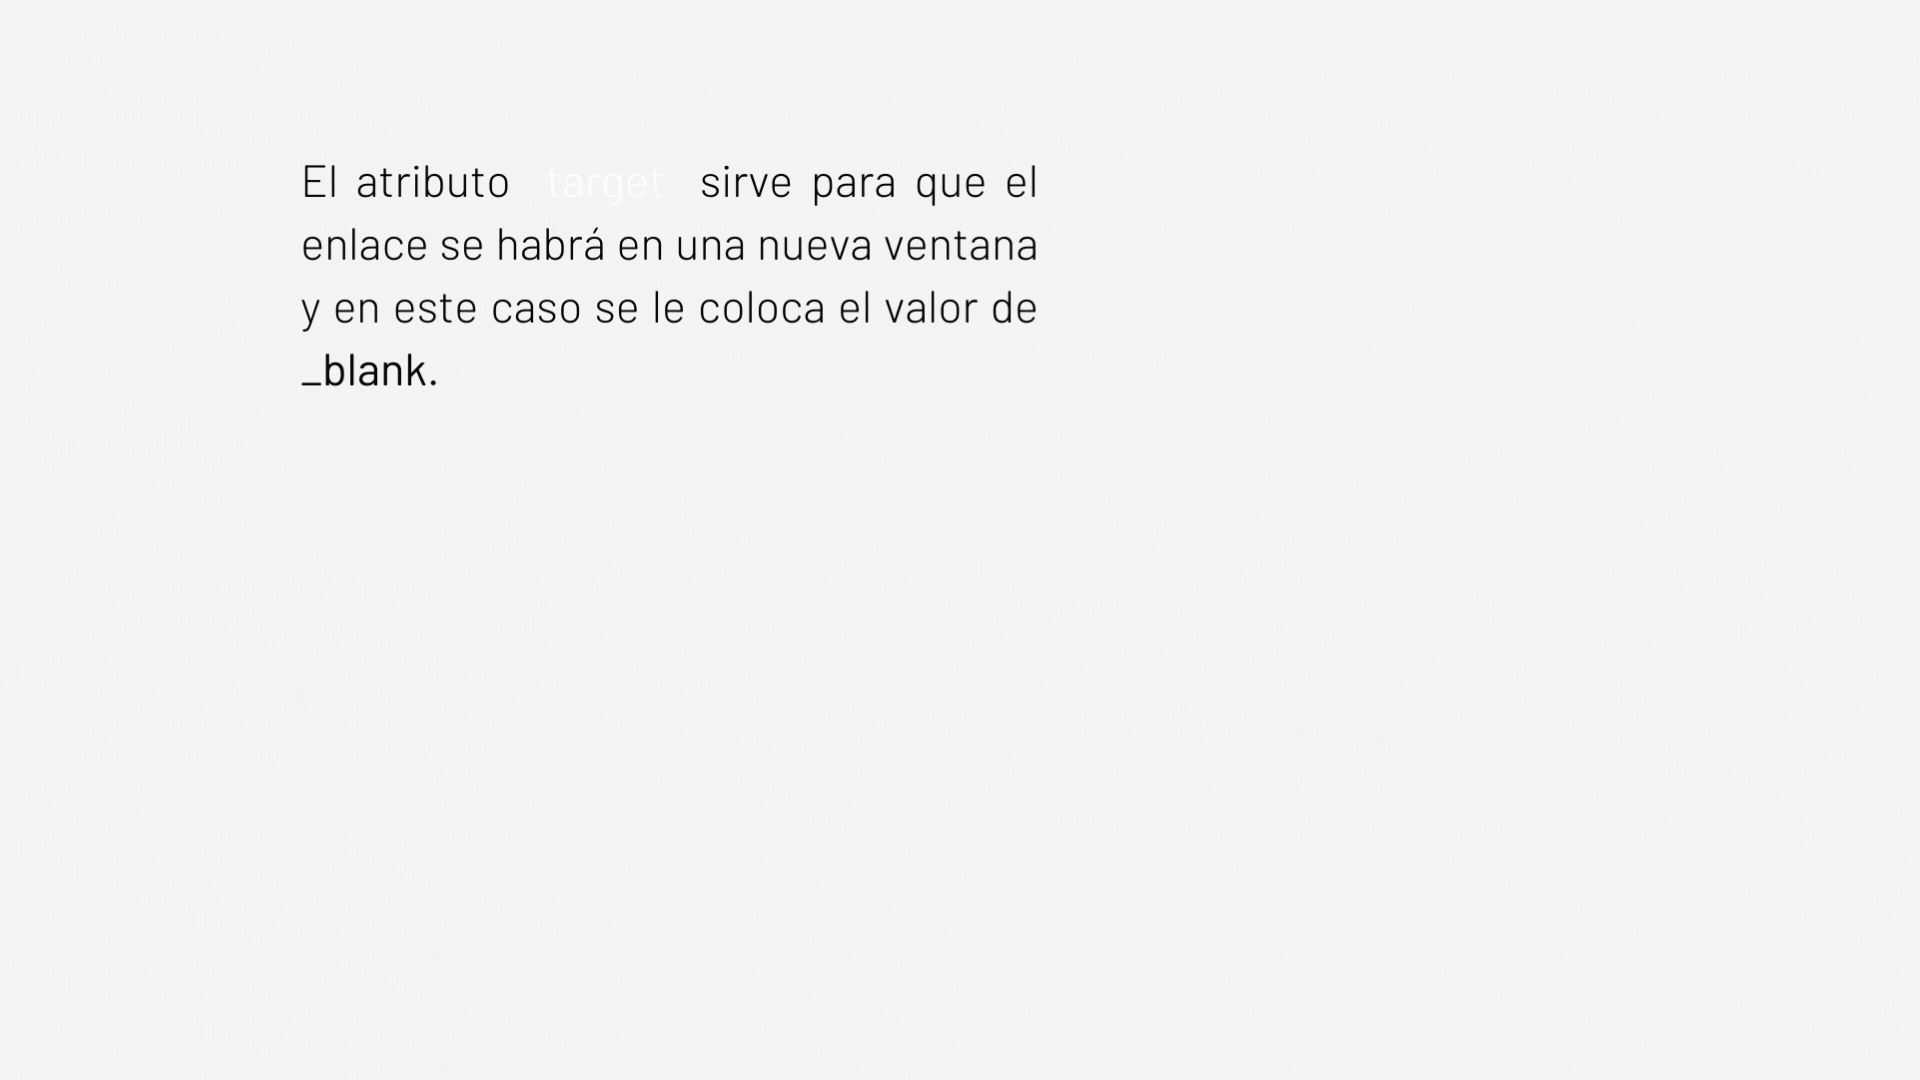 El atributo target sirve para que el
enlace se habrá en una nueva ventana
y en este caso se le coloca el valor de
_blank.